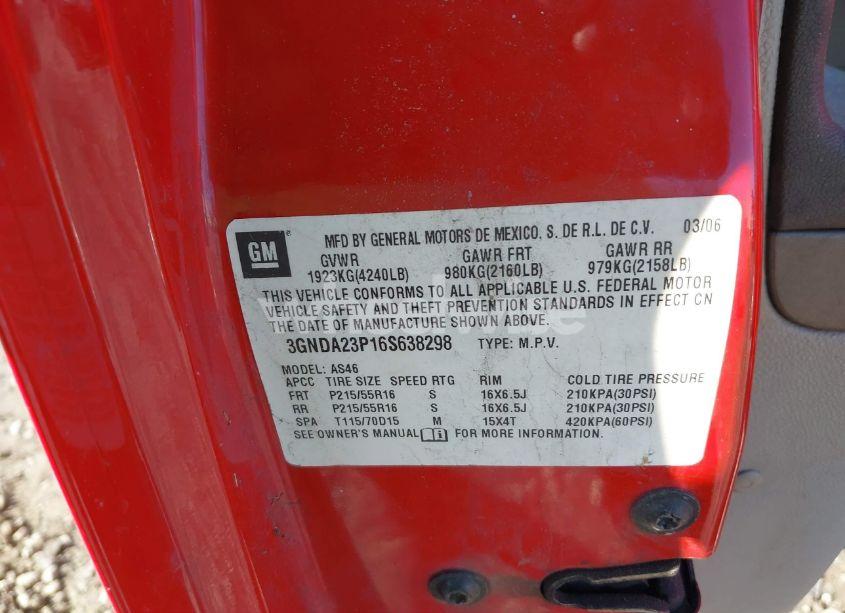 GM
MFD BY GENERAL MOTORS DE MEXICO, S. DE R.L. DE C.V. 03/06
GVWR GAWR FRT GAWR RR
1923KG(4240LB) 980KG(2160LB) 979KG(2158LB)
THIS VEHICLE CONFORMS TO ALL APPLICABLE U.S. FEDERAL MOTOR
VEHICLE SAFETY AND THEFT PREVENTION STANDARDS IN EFFECT ON
THE DATE OF MANUFACTURE SHOWN ABOVE.
3GNDA23P16S638298 TYPE: M.P.V.
MODEL: AS46
APCC TIRE SIZE SPEED RTG RIM COLD TIRE PRESSURE
FRT P215/55R16 S 16X6.5J 210KPA(30PSI)
RR P215/55R16 S 16X6.5J 210KPA(30PSI)
SPA T115/70D15 M 15X4T 420KPA(60PSI)
SEE OWNER'S MANUAL FOR MORE INFORMATION.